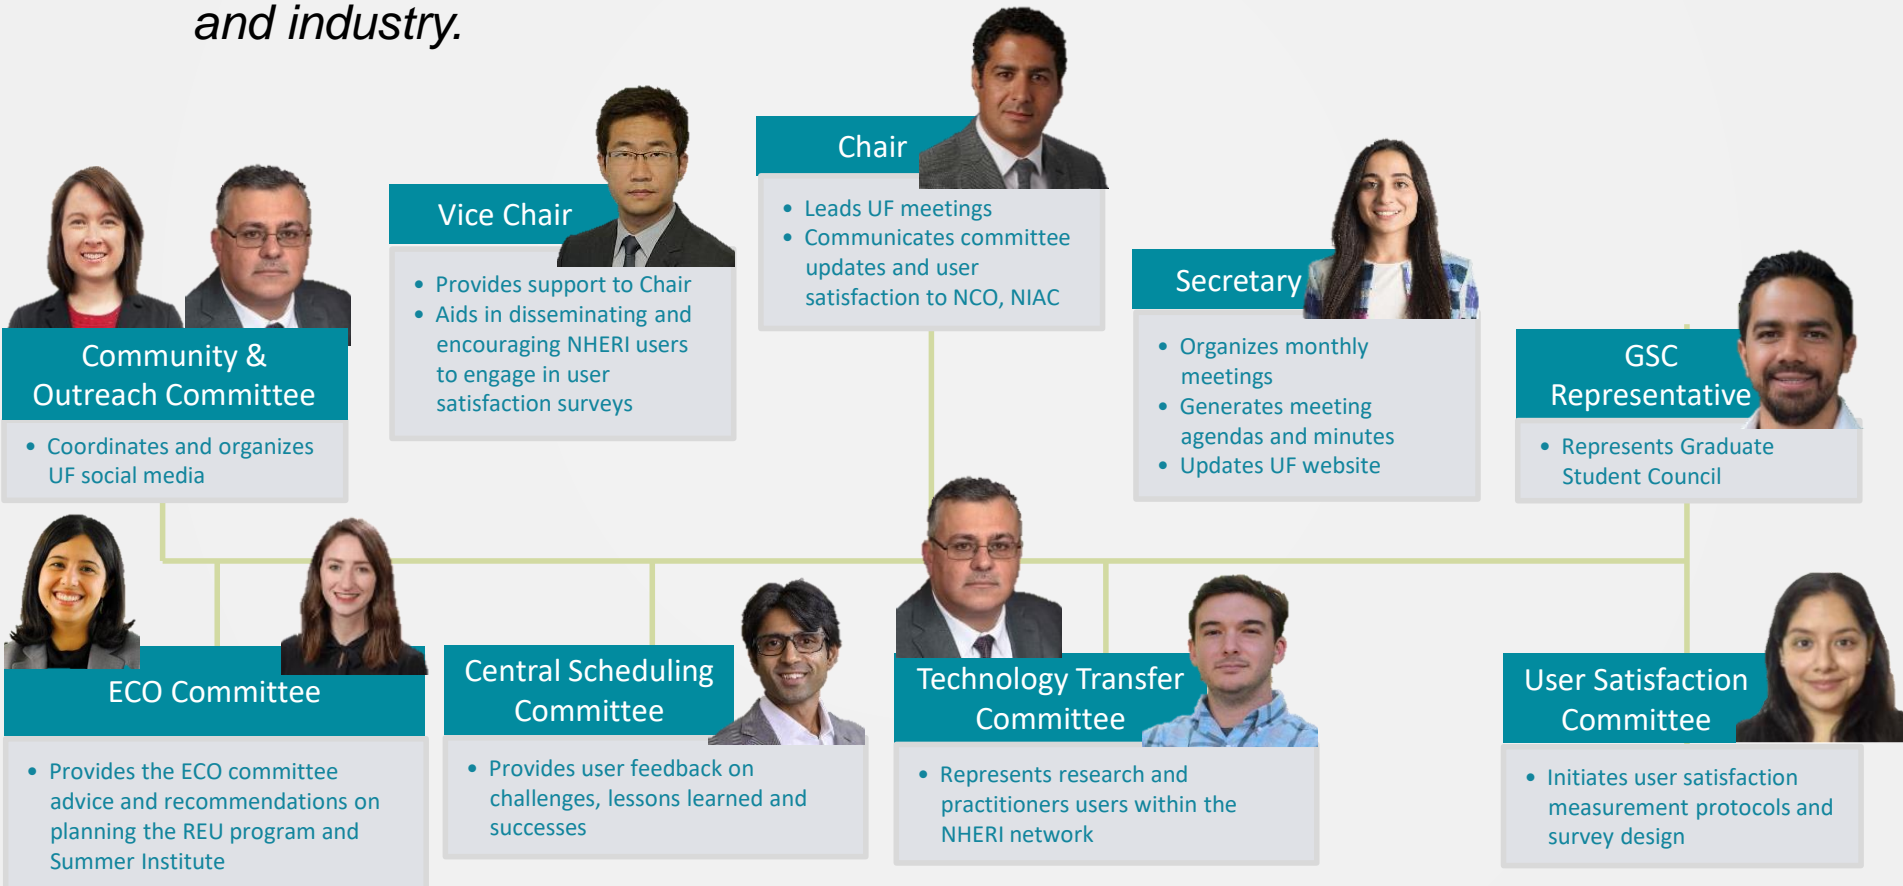 and industry.
Chair
• Leads UF meetings
• Communicates committee
updates and user
satisfaction to NCO, NIAC
Vice Chair
• Provides support to Chair
• Aids in disseminating and
encouraging NHERI users
to engage in user
satisfaction surveys
Secretary
• Organizes monthly
meetings
• Generates meeting
agendas and minutes
• Updates UF website
Community &
Outreach Committee
• Coordinates and organizes
UF social media
GSC
Representative
• Represents Graduate
Student Council
ECO Committee
• Provides the ECO committee
advice and recommendations on
planning the REU program and
Summer Institute
Central Scheduling
Committee
• Provides user feedback on
challenges, lessons learned and
successes
Technology Transfer
Committee
• Represents research and
practitioners users within the
NHERI network
User Satisfaction
Committee
• Initiates user satisfaction
measurement protocols and
survey design